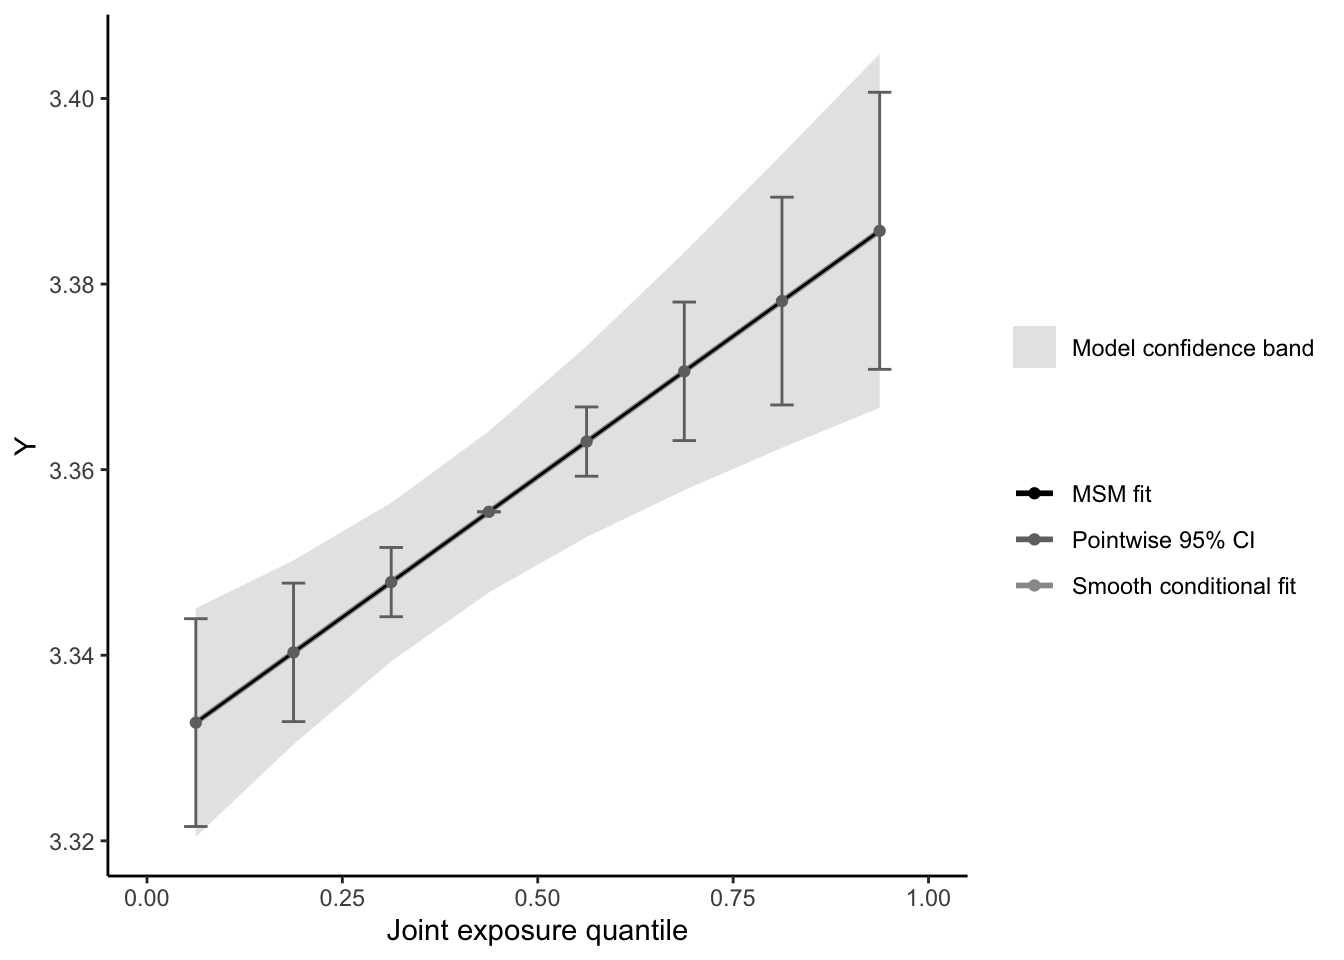 3.40
3.38
3.36
3.34
3.32
Y
0.00 0.25 0.50 0.75 1.00
Joint exposure quantile
Model confidence band
MSM fit
Pointwise 95% CI
Smooth conditional fit